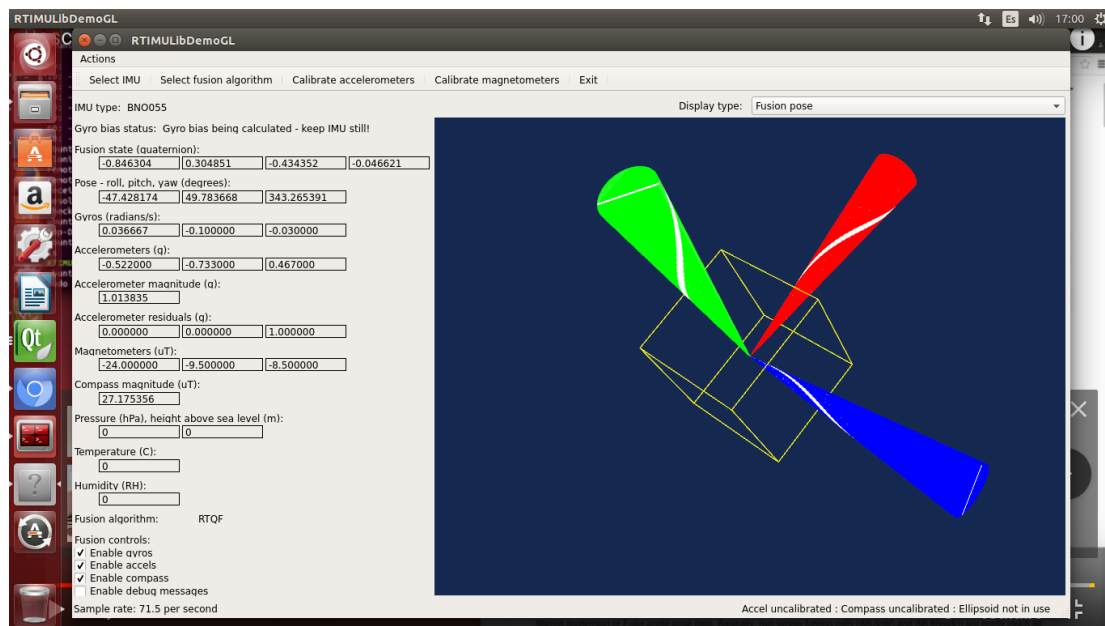 RTIMULibDemoGL
Es 17:00
RTIMULibDemoGL
Actions
Select IMU Select fusion algorithm Calibrate accelerometers Calibrate magnetometers Exit
IMU type: BNO055
Display type: Fusion pose
Gyro bias status: Gyro bias being calculated - keep IMU still!
Fusion state (quaternion):
-0.846304 0.304851 -0.434352 -0.046621
Pose - roll, pitch, yaw (degrees):
-47.428174 49.783668 343.265391
Gyros (radians/s):
0.036667 -0.100000 -0.030000
Accelerometers (g):
-0.522000 -0.733000 0.467000
Accelerometer magnitude (g):
1.013835
Accelerometer residuals (g):
0.000000 0.000000 1.000000
Magnetometers (uT):
-24.000000 -9.500000 -8.500000
Compass magnitude (uT):
27.175356
Pressure (hPa), height above sea level (m):
0 0
Temperature (C):
0
Humidity (RH):
0
Fusion algorithm: RTQF
Fusion controls:
Enable gyros
Enable accels
Enable compass
Enable debug messages
Sample rate: 71.5 per second
Accel uncalibrated : Compass uncalibrated : Ellipsoid not in use